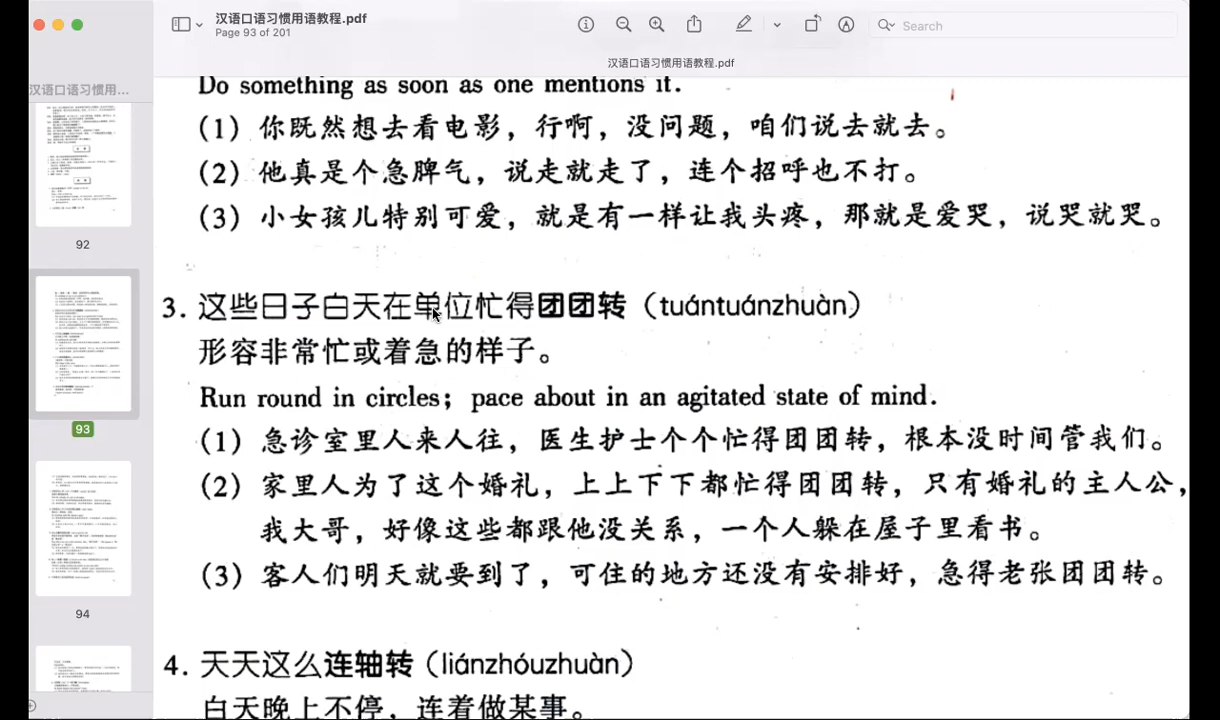 汉语口语习惯用语教程.pdf
Page 93 of 201
Search
汉语口语习惯用...
汉语口语习惯用语教程.pdf
92
93
94
Do something as soon as one mentions it.
(1) 你既然想去看电影，行啊，没问题，咱们说去就去。
(2) 他真是个急脾气，说走就走了，连个招呼也不打。
(3) 小女孩儿特别可爱，就是有一样让我头疼，那就是爱哭，说哭就哭。
3. 这些日子白天在单位忙得团团转（tuántuánzhuàn）
形容非常忙或着急的样子。
Run round in circles; pace about in an agitated state of mind.
(1) 急诊室里人来人往，医生护士个个忙得团团转，根本没时间管我们。
(2) 家里人为了这个婚礼，上上下下都忙得团团转，只有婚礼的主人公，
我大哥，好像这些都跟他没关系，一个人躲在屋子里看书。
(3) 客人们明天就要到了，可住的地方还没有安排好，急得老张团团转。
4. 天天这么连轴转（liánzhóuzhuàn）
白天晚上不停，连着做某事。